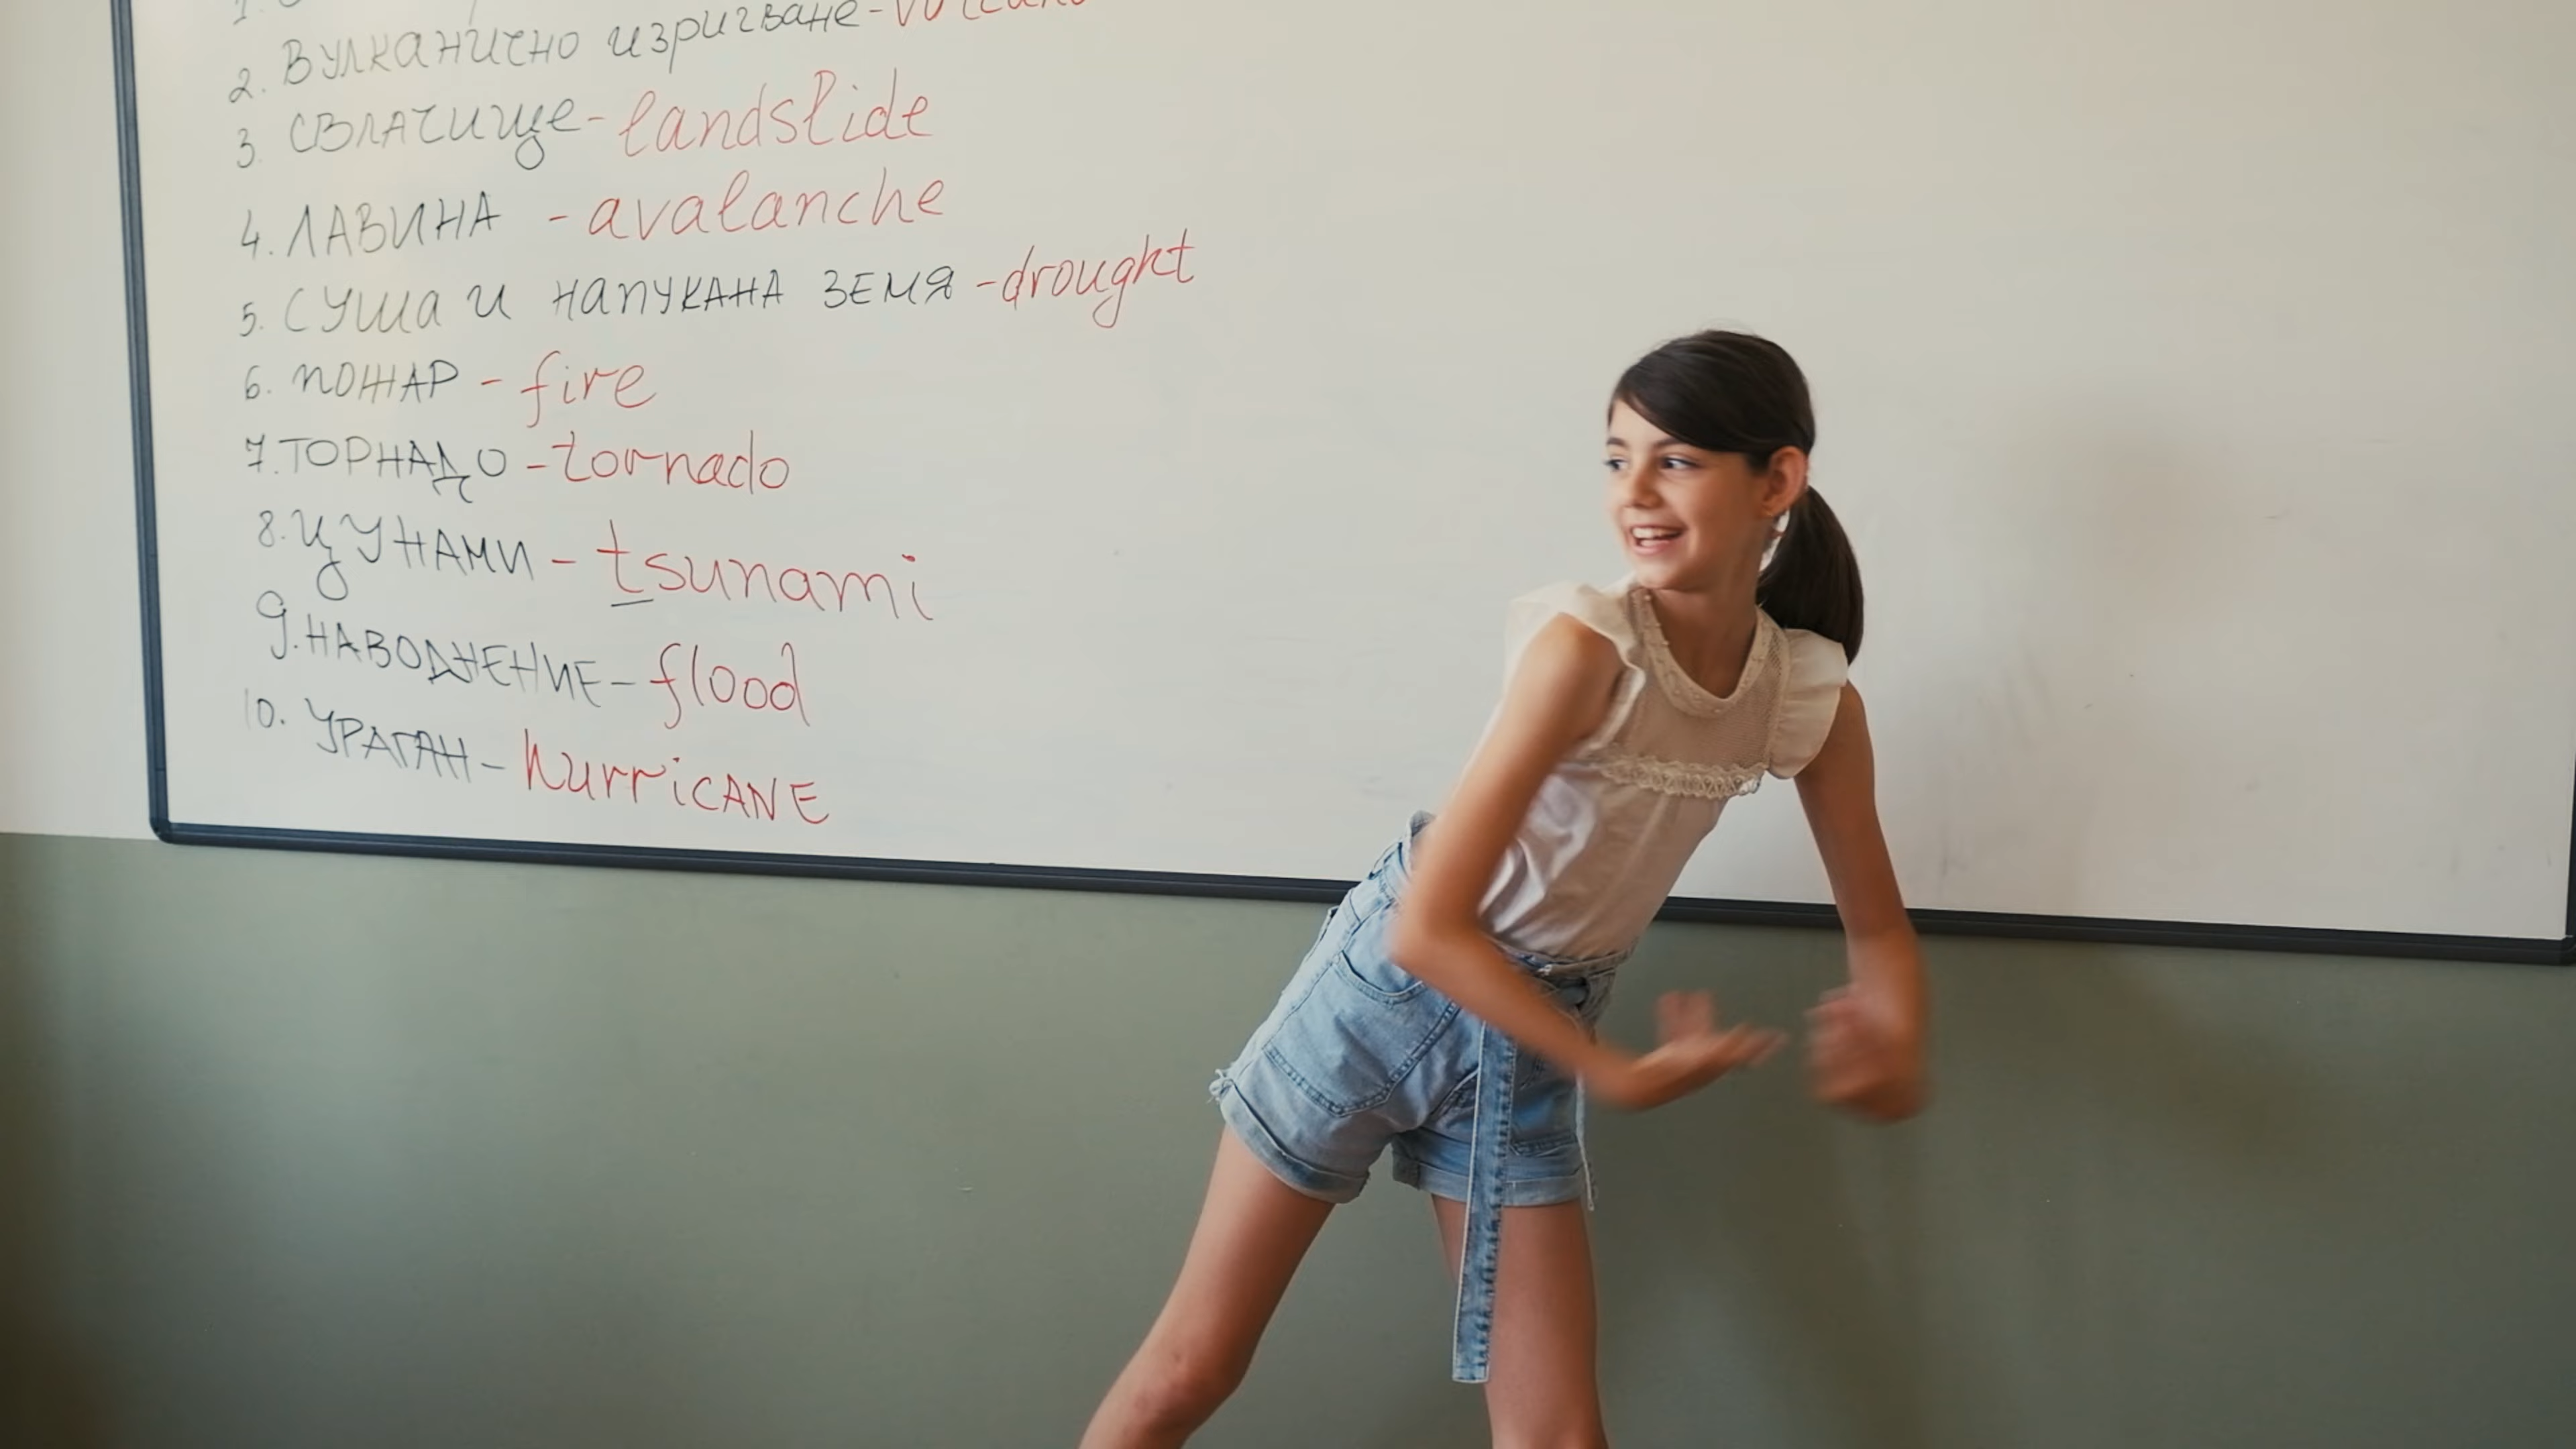 1.
2. Вулканично изригване-
3. СВЛАЧИЩе-landslide
4. ЛАВИНА - avalanche
5. Суша и напукАНА ЗЕМЯ-drought
6. ПОЖАР - fire
7. ТОРНАДО - tornado
8. ЦУНАМИ - tsunami
9. НАВОДНЕНИЕ - flood
10. УРАГАН - hurriCANE